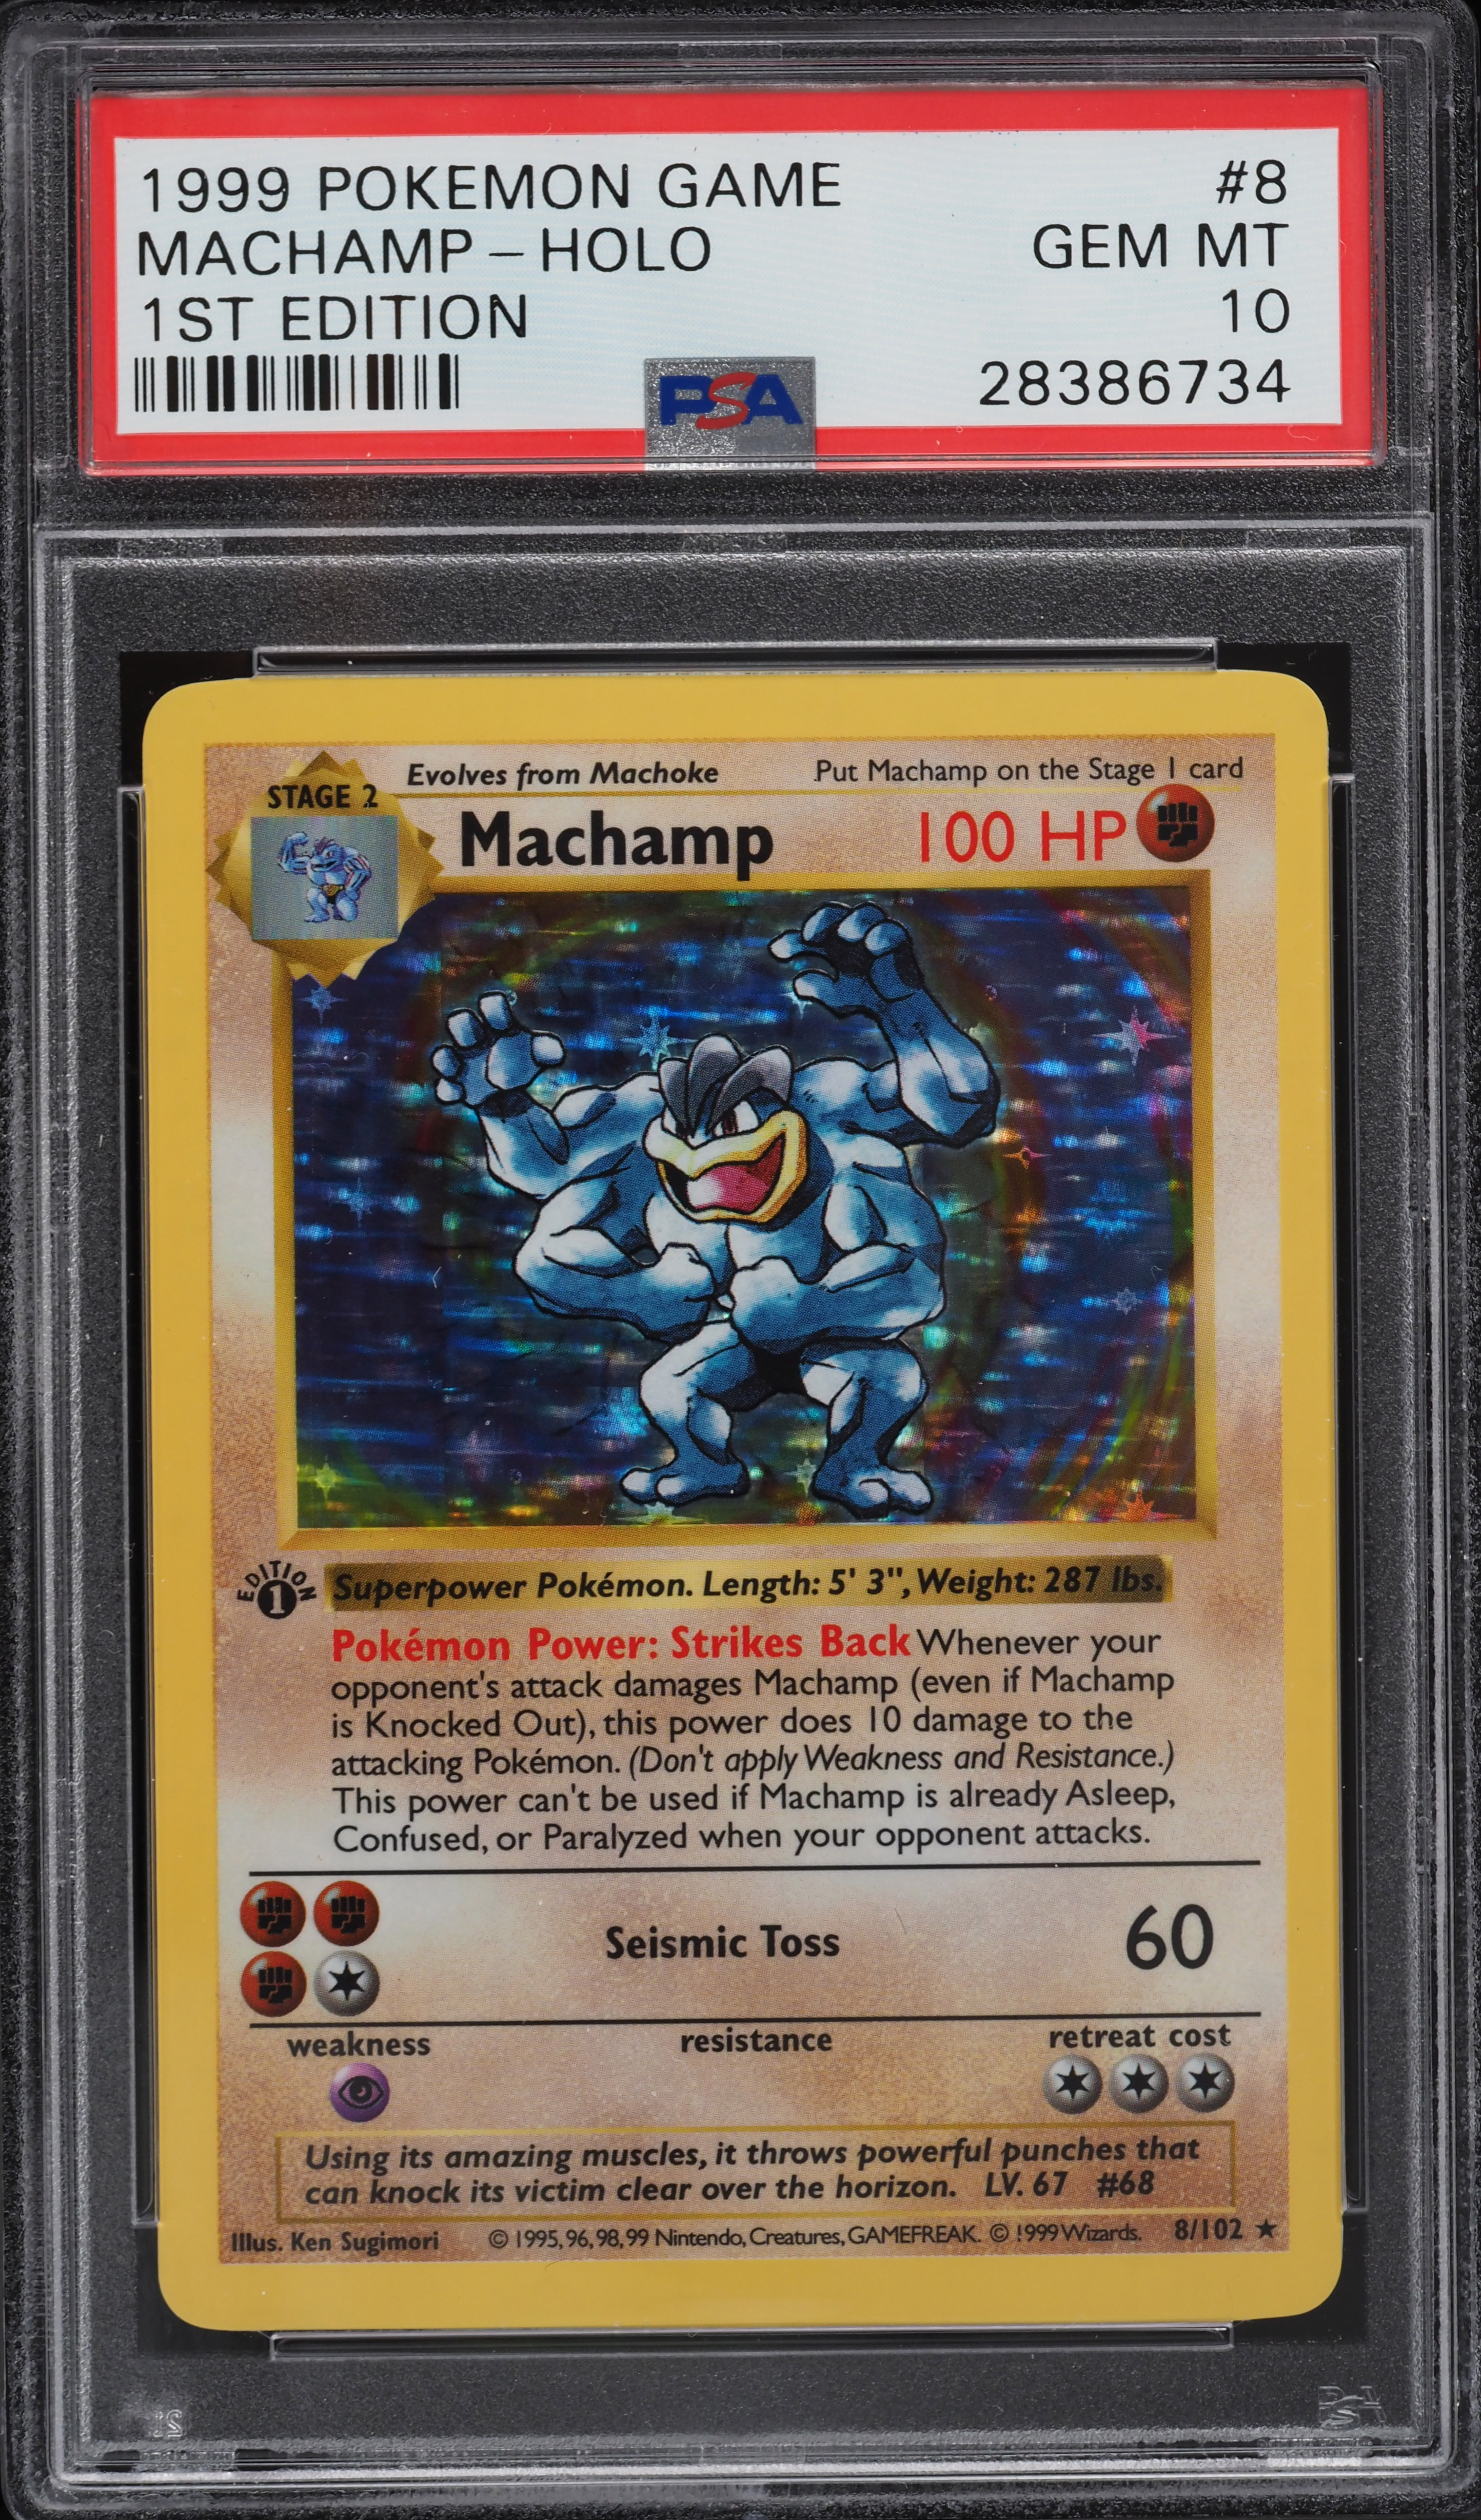 1999 POKEMON GAME #8
MACHAMP – HOLO GEM MT
1ST EDITION 10
PSA 28386734
Evolves from Machoke Put Machamp on the Stage 1 card
STAGE 2
Machamp 100 HP
EDITION 1
Superpower Pokémon. Length: 5' 3", Weight: 287 lbs.
Pokémon Power: Strikes Back Whenever your
opponent's attack damages Machamp (even if Machamp
is Knocked Out), this power does 10 damage to the
attacking Pokémon. (Don't apply Weakness and Resistance.)
This power can't be used if Machamp is already Asleep,
Confused, or Paralyzed when your opponent attacks.
Seismic Toss 60
weakness resistance retreat cost
Using its amazing muscles, it throws powerful punches that
can knock its victim clear over the horizon. LV. 67 #68
Illus. Ken Sugimori © 1995, 96, 98, 99 Nintendo, Creatures, GAMEFREAK. © 1999 Wizards. 8/102 ★